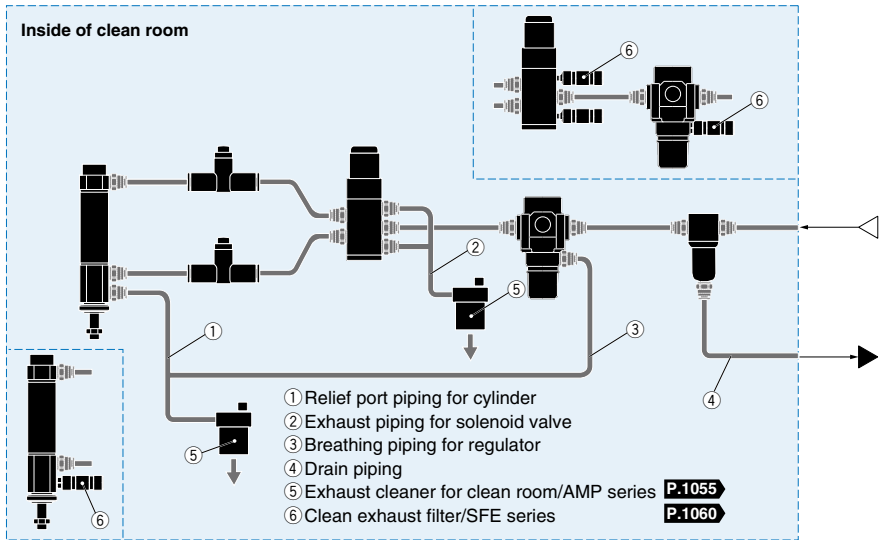 Inside of clean room
⑥
⑥
②
⑤
①
③
④
⑤
⑥
①Relief port piping for cylinder
②Exhaust piping for solenoid valve
③Breathing piping for regulator
④Drain piping
⑤Exhaust cleaner for clean room/AMP series P.1055
⑥Clean exhaust filter/SFE series P.1060